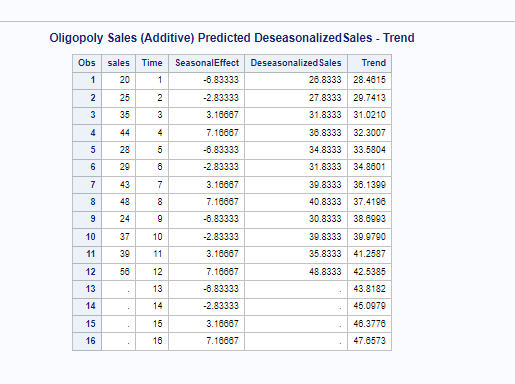 Oligopoly Sales (Additive) Predicted Deseasonalized Sales - Trend
Obs sales Time SeasonalEffect DeseasonalizedSales Trend
1 20 1 -6.83333 26.8333 28.4615
2 25 2 -2.83333 27.8333 29.7413
3 35 3 3.16667 31.8333 31.0210
4 44 4 7.16667 36.8333 32.3007
5 28 5 -6.83333 34.8333 33.5804
6 29 6 -2.83333 31.8333 34.8601
7 43 7 3.16667 39.8333 36.1399
8 48 8 7.16667 40.8333 37.4196
9 24 9 -6.83333 30.8333 38.6993
10 37 10 -2.83333 39.8333 39.9790
11 39 11 3.16667 35.8333 41.2587
12 56 12 7.16667 48.8333 42.5385
13 . 13 -6.83333 . 43.8182
14 . 14 -2.83333 . 45.0979
15 . 15 3.16667 . 46.3776
16 . 16 7.16667 . 47.6573